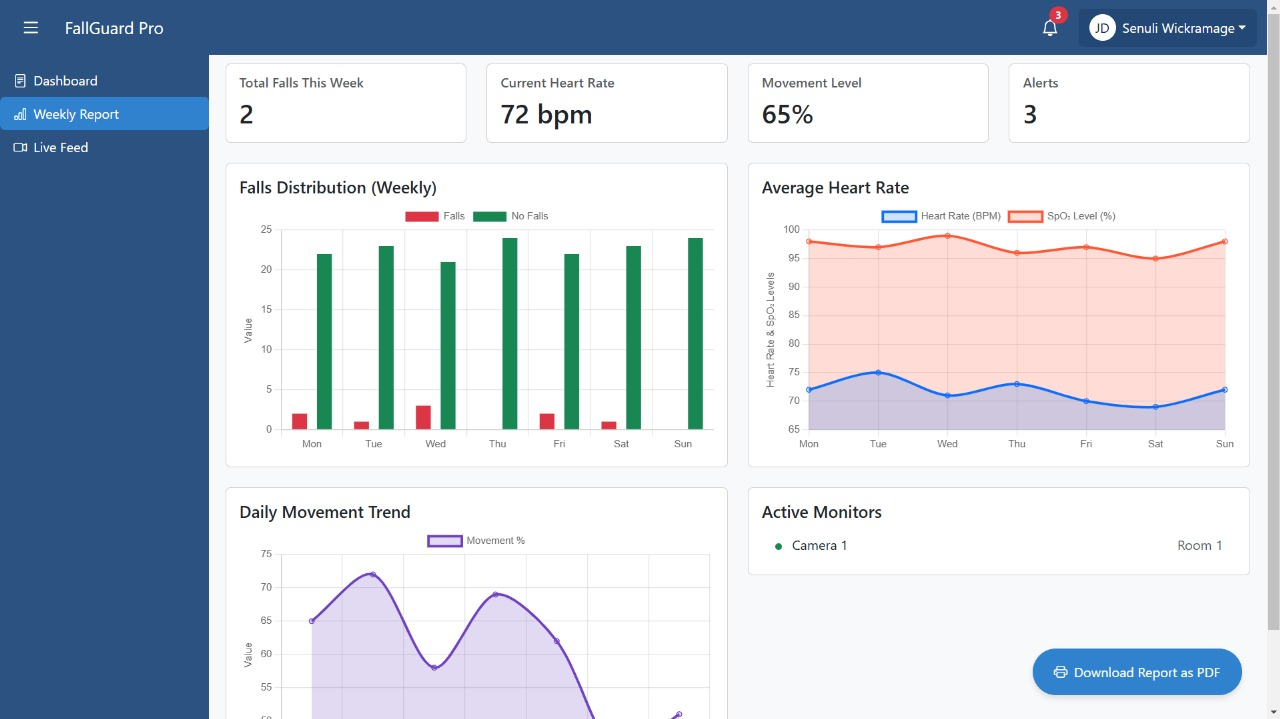 FallGuard Pro
3
JD
Senuli Wickramage
Dashboard
Weekly Report
Live Feed
Total Falls This Week
2
Current Heart Rate
72 bpm
Movement Level
65%
Alerts
3
Falls Distribution (Weekly)
Falls
No Falls
25
20
15
10
5
0
Value
Mon Tue Wed Thu Fri Sat Sun
Average Heart Rate
Heart Rate (BPM)
SpO₂ Level (%)
100
95
90
85
80
75
70
65
Heart Rate & SpO₂ Levels
Mon Tue Wed Thu Fri Sat Sun
Daily Movement Trend
Movement %
75
70
65
60
55
50
Value
Active Monitors
Camera 1
Room 1
Download Report as PDF